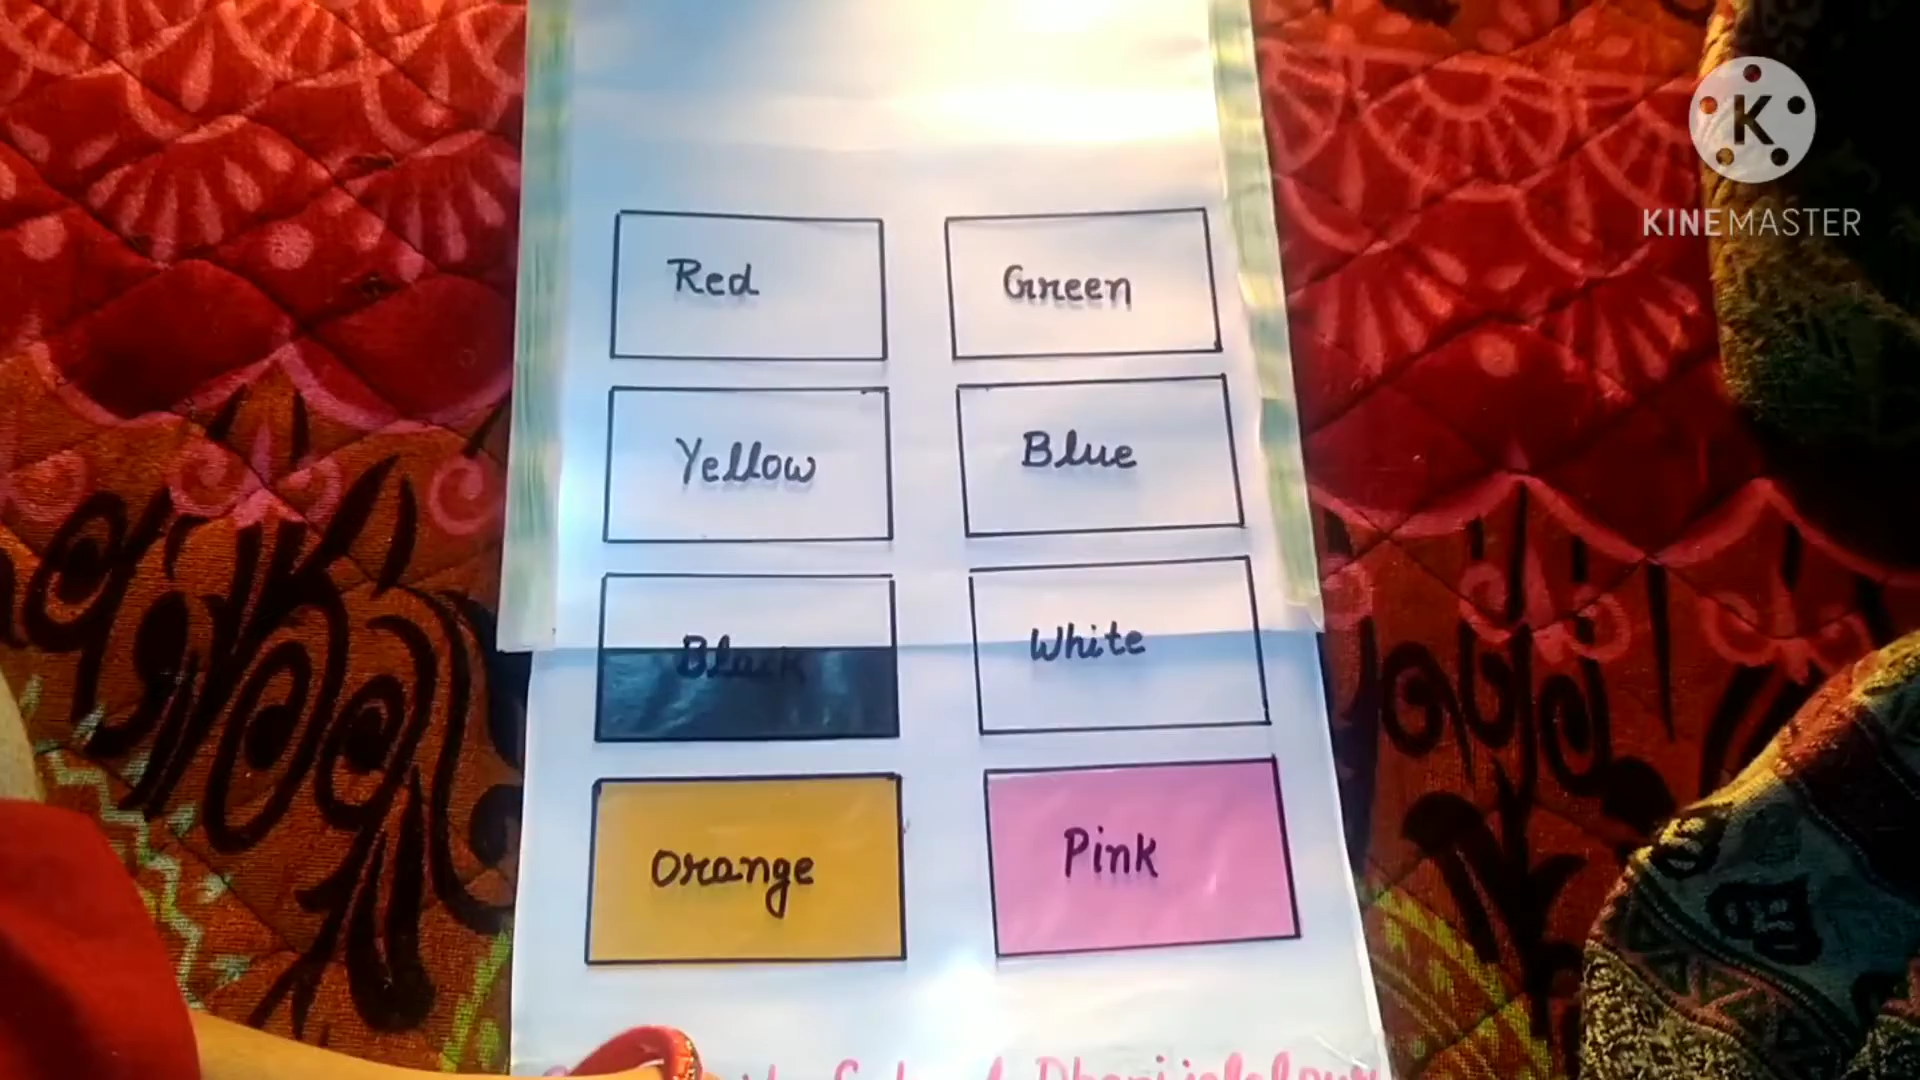 K
KINEMASTER
Red Green
Yellow Blue
Black White
Orange Pink